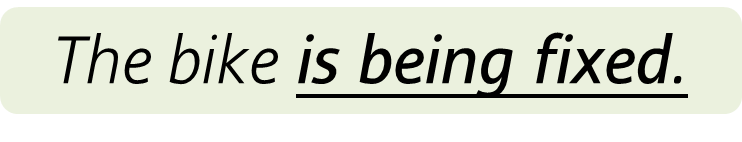 The bike is being fixed.